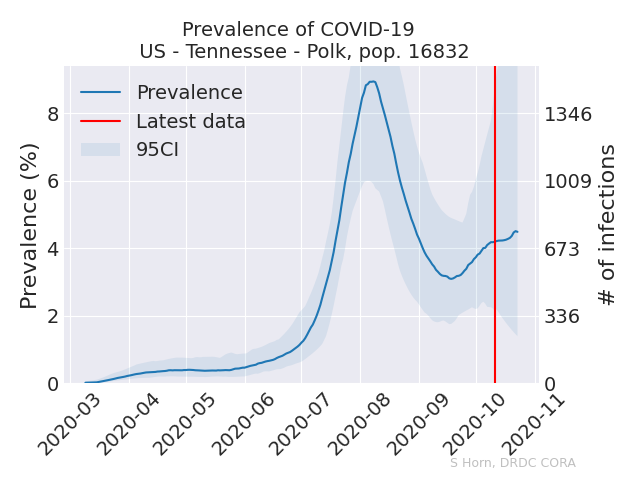 Prevalence of COVID-19
US - Tennessee - Polk, pop. 16832
Prevalence
Latest data
95CI
Prevalence (%)
8
6
4
2
0
1346
1009
673
336
0
# of infections
2020-03
2020-04
2020-05
2020-06
2020-07
2020-08
2020-09
2020-10
2020-11
S Horn, DRDC CORA